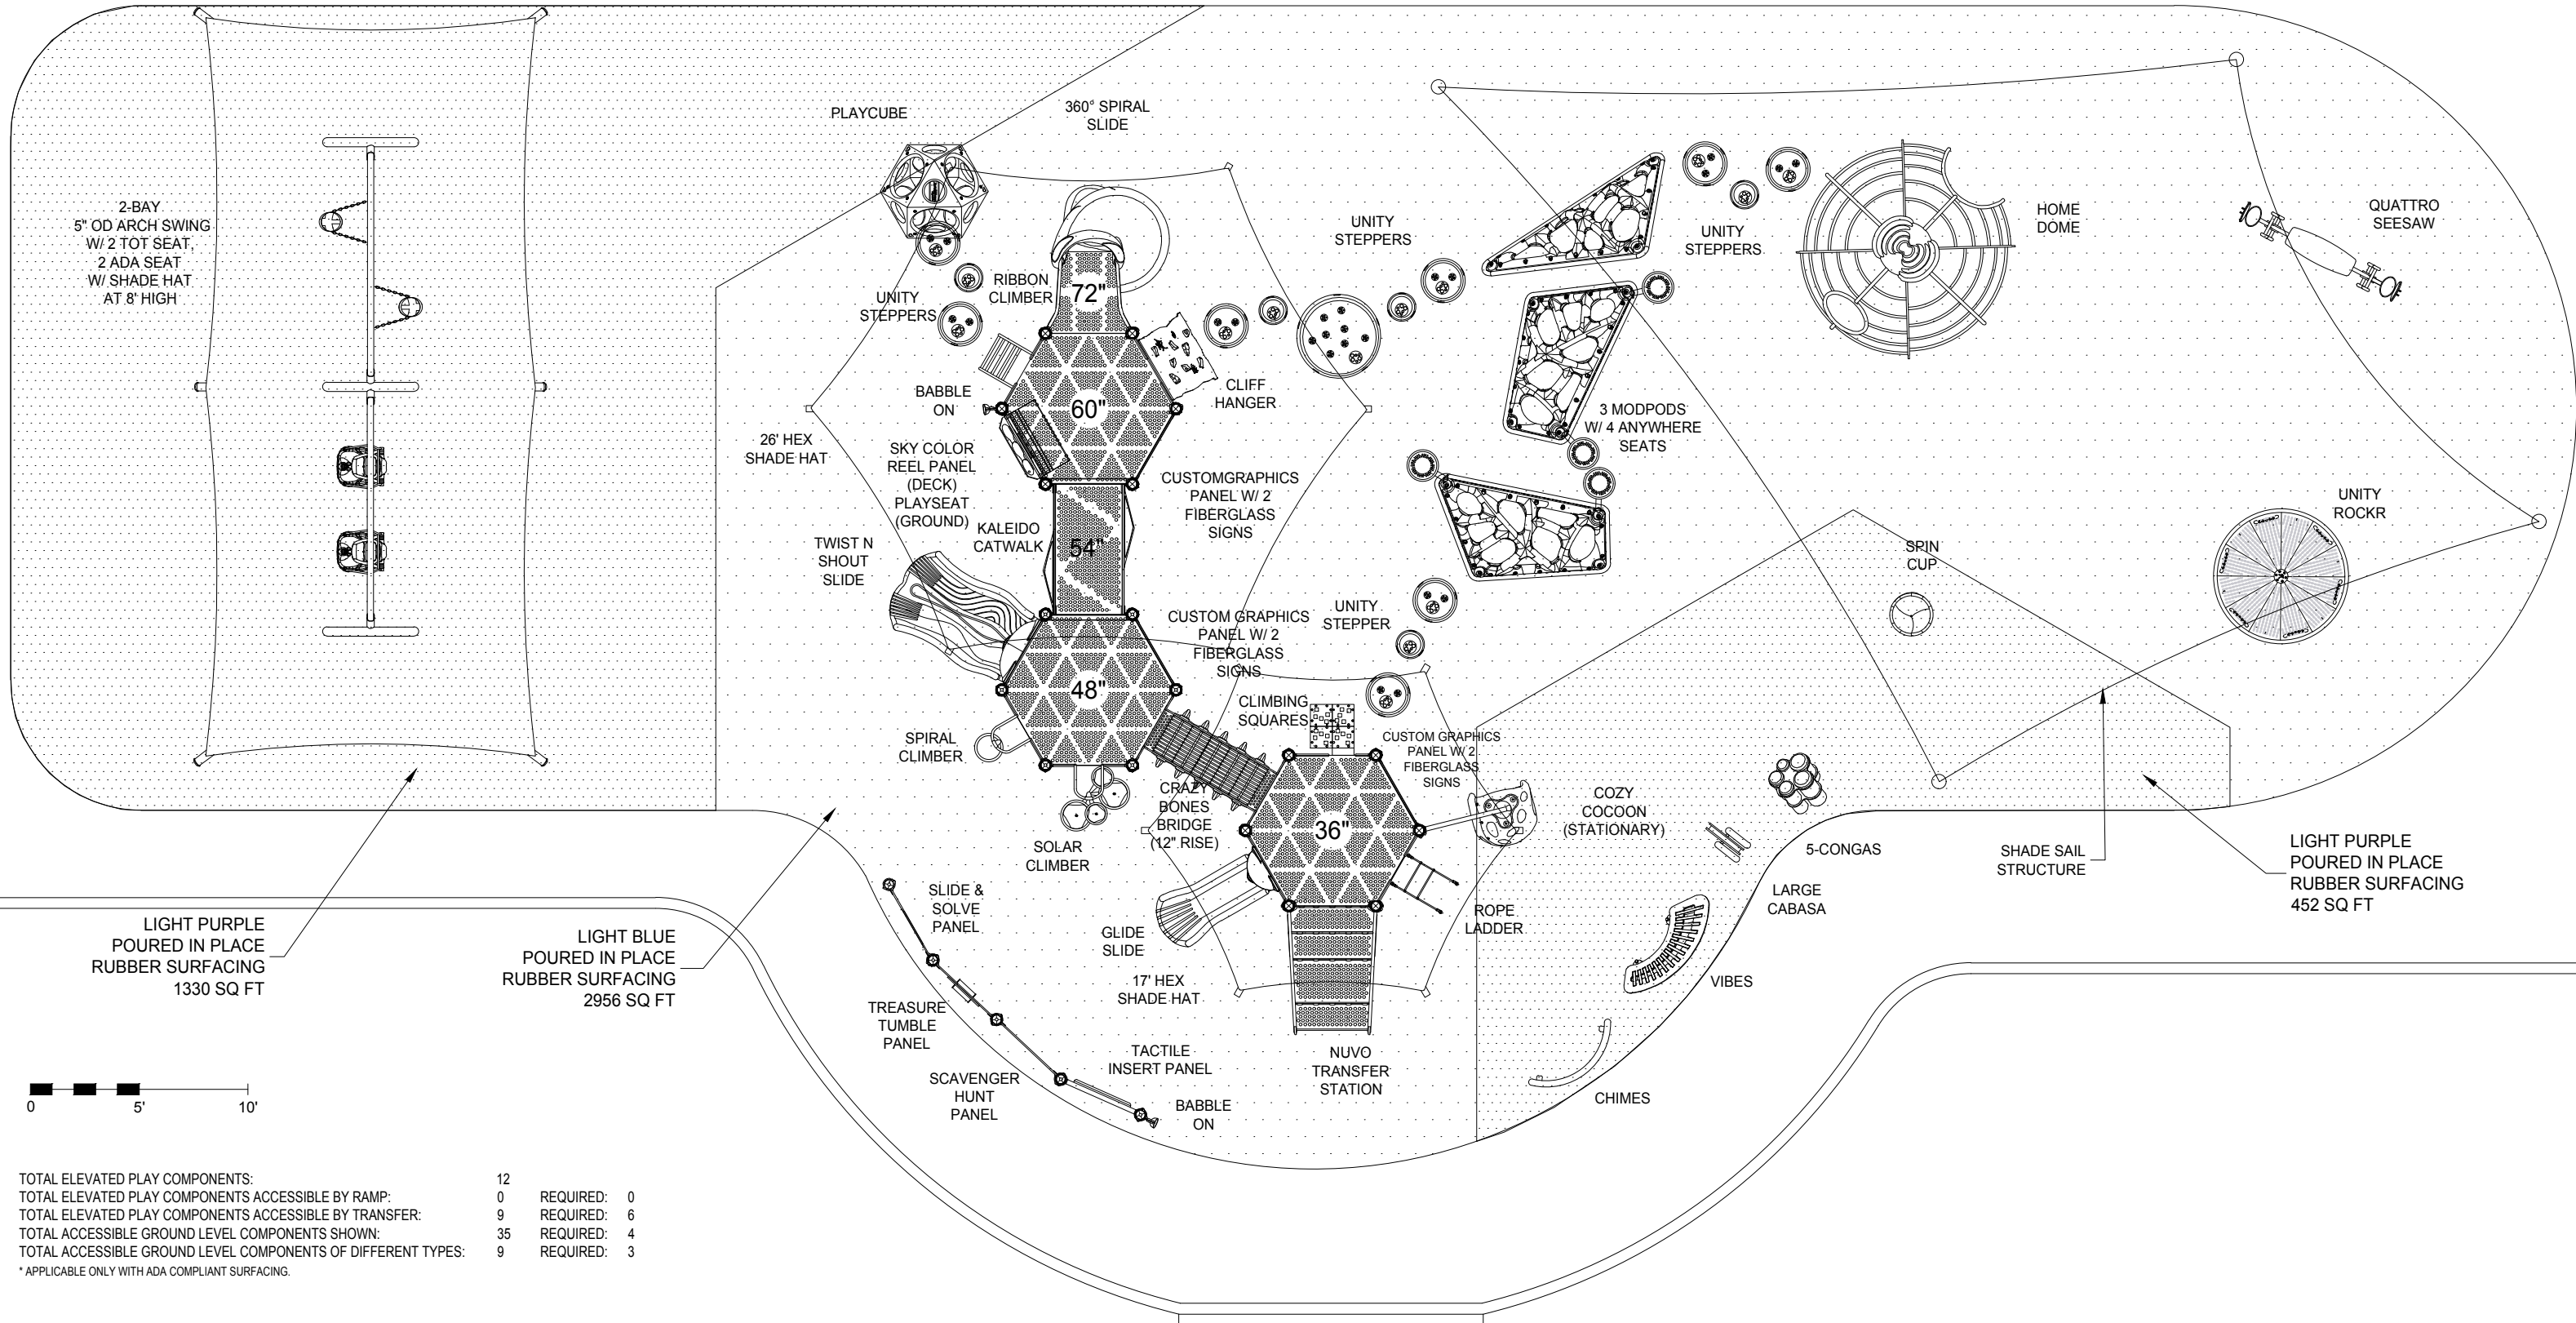 PLAYCUBE
360° SPIRAL
SLIDE
2-BAY
5" OD ARCH SWING
W/ 2 TOT SEAT,
2 ADA SEAT
W/ SHADE HAT
AT 8' HIGH
UNITY
STEPPERS
RIBBON
CLIMBER
72"
UNITY
STEPPERS
UNITY
STEPPERS
HOME
DOME
QUATTRO
SEESAW
BABBLE
ON
60"
CLIFF
HANGER
26' HEX
SHADE HAT
3 MODPODS
W/ 4 ANYWHERE
SEATS
SKY COLOR
REEL PANEL
(DECK)
PLAYSEAT
(GROUND)
CUSTOMGRAPHICS
PANEL W/ 2
FIBERGLASS
SIGNS
KALEIDO
CATWALK
54"
TWIST N
SHOUT
SLIDE
UNITY
ROCKR
SPIN
CUP
CUSTOM GRAPHICS
PANEL W/ 2
FIBERGLASS
SIGNS
UNITY
STEPPER
48"
CLIMBING
SQUARES
SPIRAL
CLIMBER
CUSTOM GRAPHICS
PANEL W/ 2
FIBERGLASS
SIGNS
CRAZY
BONES
BRIDGE
(12" RISE)
36"
COZY
COCOON
(STATIONARY)
SOLAR
CLIMBER
5-CONGAS
SHADE SAIL
STRUCTURE
LIGHT PURPLE
POURED IN PLACE
RUBBER SURFACING
452 SQ FT
SLIDE &
SOLVE
PANEL
LARGE
CABASA
ROPE
LADDER
GLIDE
SLIDE
LIGHT PURPLE
POURED IN PLACE
RUBBER SURFACING
1330 SQ FT
LIGHT BLUE
POURED IN PLACE
RUBBER SURFACING
2956 SQ FT
17' HEX
SHADE HAT
VIBES
TREASURE
TUMBLE
PANEL
TACTILE
INSERT PANEL
NUVO
TRANSFER
STATION
SCAVENGER
HUNT
PANEL
BABBLE
ON
CHIMES
0 5' 10'
TOTAL ELEVATED PLAY COMPONENTS: 12
TOTAL ELEVATED PLAY COMPONENTS ACCESSIBLE BY RAMP: 0 REQUIRED: 0
TOTAL ELEVATED PLAY COMPONENTS ACCESSIBLE BY TRANSFER: 9 REQUIRED: 6
TOTAL ACCESSIBLE GROUND LEVEL COMPONENTS SHOWN: 35 REQUIRED: 4
TOTAL ACCESSIBLE GROUND LEVEL COMPONENTS OF DIFFERENT TYPES: 9 REQUIRED: 3
* APPLICABLE ONLY WITH ADA COMPLIANT SURFACING.